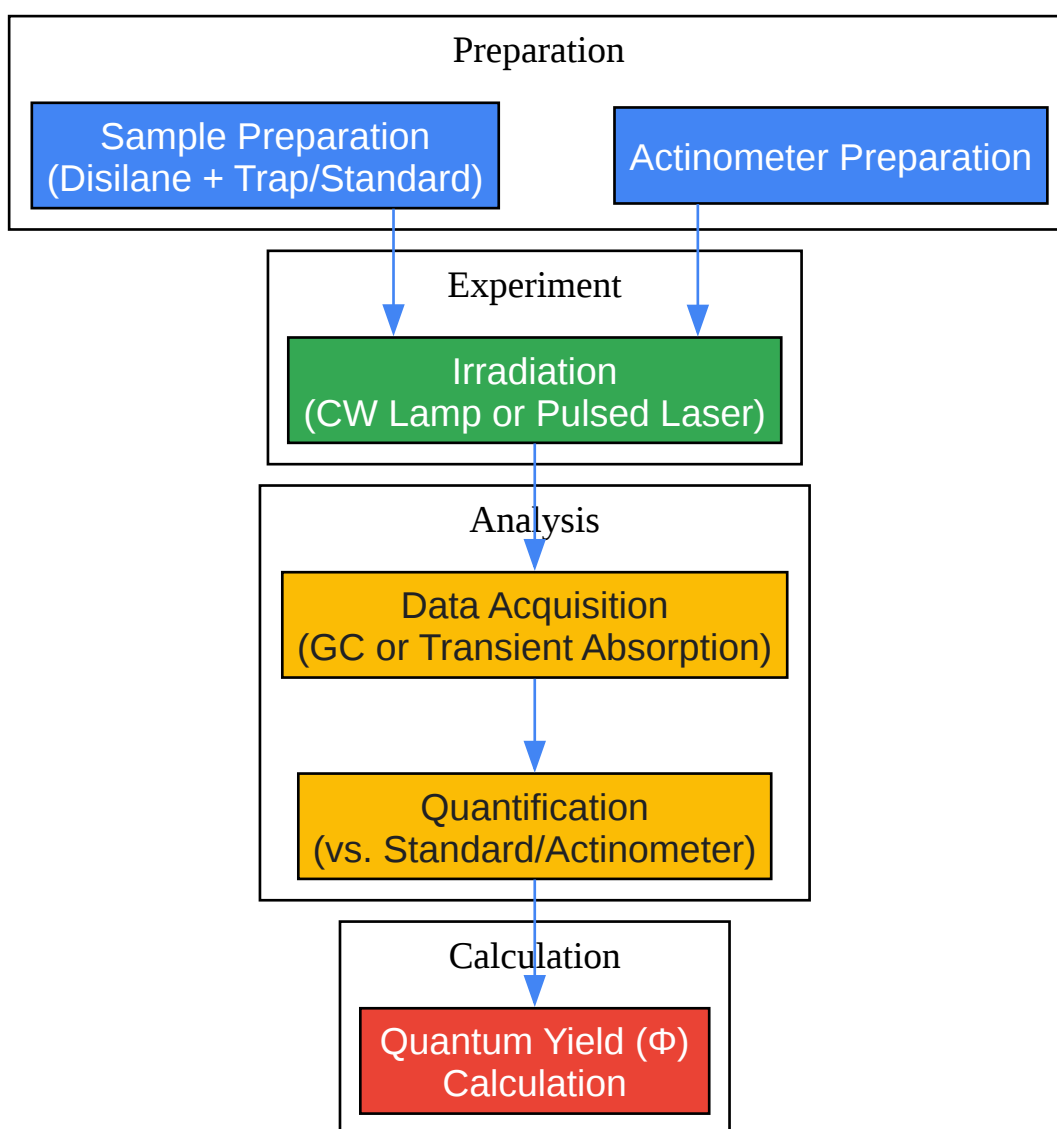 Preparation
Sample Preparation
(Disilane + Trap/Standard)
Actinometer Preparation
Experiment
Irradiation
(CW Lamp or Pulsed Laser)
Analysis
Data Acquisition
(GC or Transient Absorption)
Quantification
(vs. Standard/Actinometer)
Calculation
Quantum Yield (Φ)
Calculation